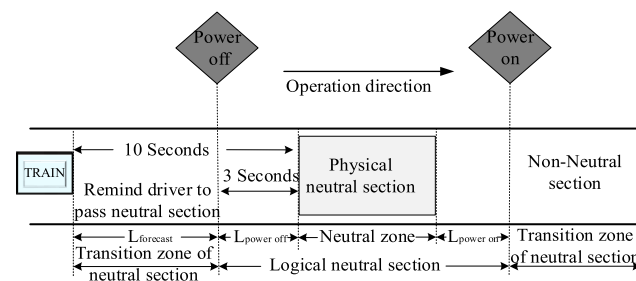 Power
off
Power
on
Operation direction
10 Seconds
TRAIN
3 Seconds
Physical
neutral section
Non-Neutral
section
Remind driver to
pass neutral section
Lforecast
Lpower off
Neutral zone
Lpower off
Transition zone
of neutral section
Transition zone of
neutral section
Logical neutral section